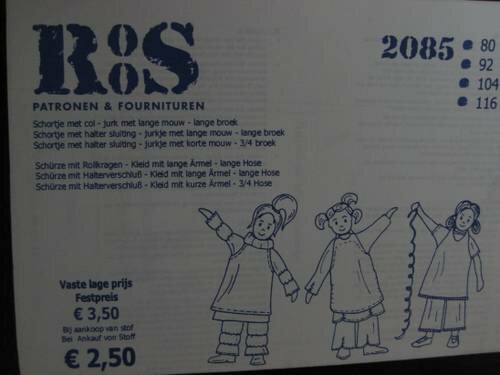 ROOS
PATRONEN & FOURNITUREN
2085 • 80
• 92
• 104
• 116
Schortje met col - jurk met lange mouw - lange broek
Schortje met halter sluiting - jurkje met lange mouw - lange broek
Schortje met halter sluiting - jurkje met korte mouw - 3/4 broek
Schürze mit Rollkragen - Kleid mit lange Ärmel - lange Hose
Schürze mit Halterverschluß - Kleid mit lange Ärmel - lange Hose
Schürze mit Halterverschluß - Kleid mit kurze Ärmel - 3/4 Hose
Vaste lage prijs
Festpreis
€ 3,50
Bij aankoop van stof
Bei Ankauf von Stoff
€ 2,50